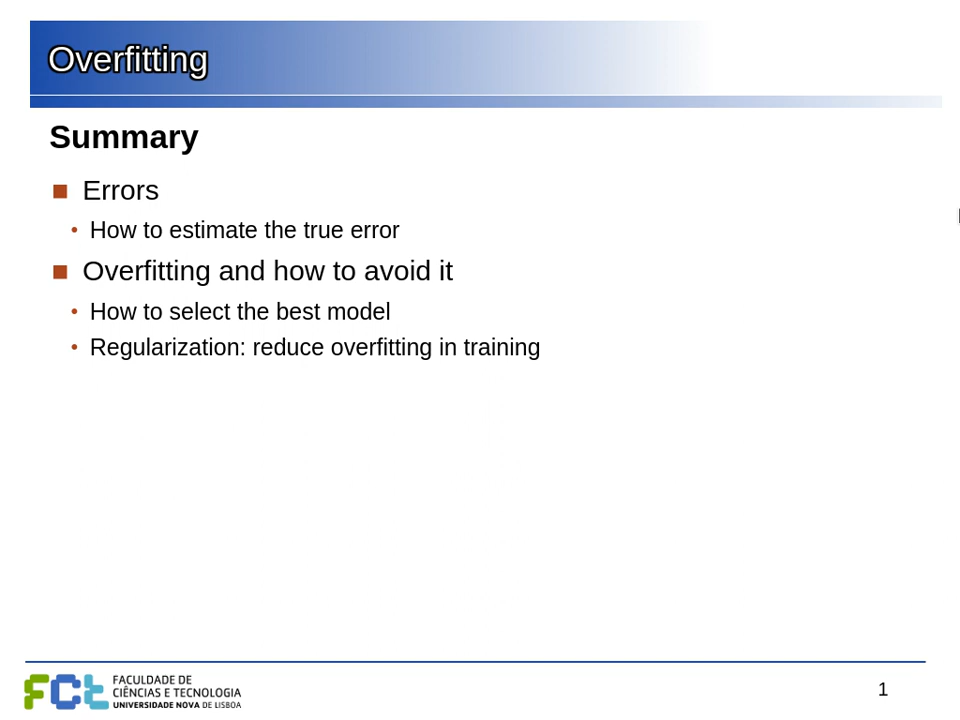 Overfitting
Summary
■ Errors
• How to estimate the true error
■ Overfitting and how to avoid it
• How to select the best model
• Regularization: reduce overfitting in training
FCt
FACULDADE DE
CIÊNCIAS E TECNOLOGIA
UNIVERSIDADE NOVA DE LISBOA
1